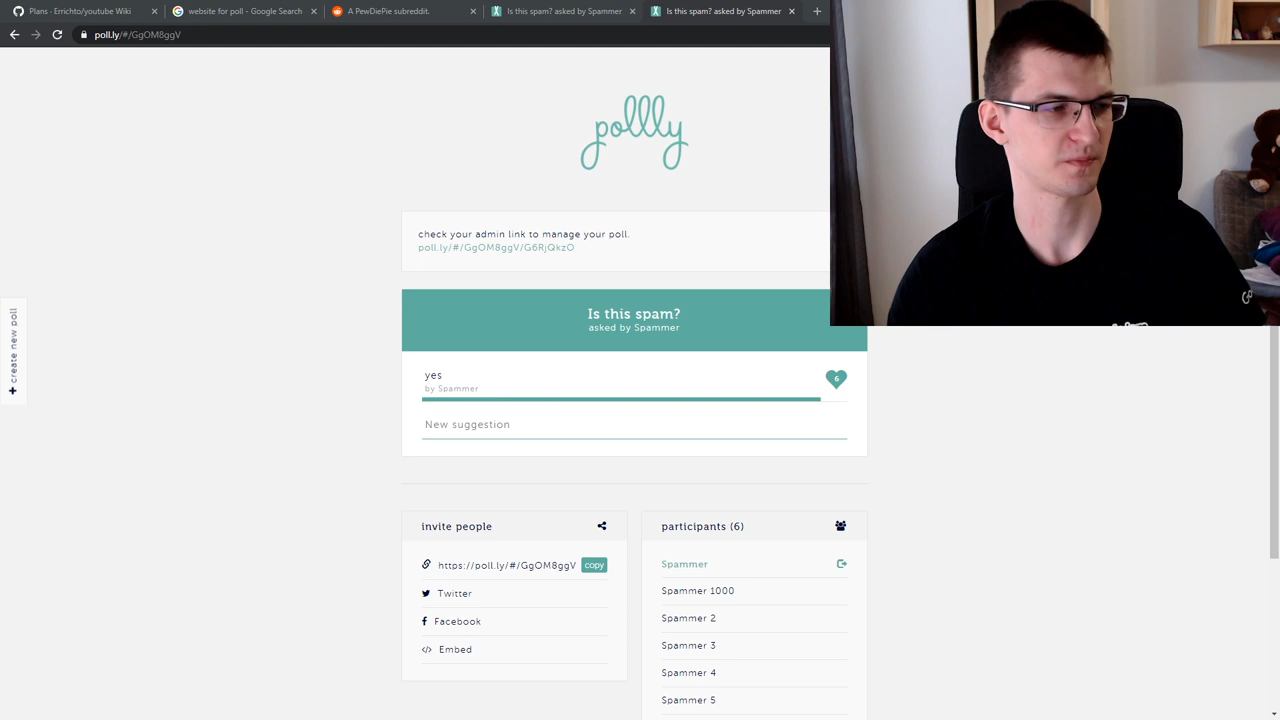 Plans · Errichto/youtube Wiki
website for poll - Google Search
A PewDiePie subreddit.
Is this spam? asked by Spammer
Is this spam? asked by Spammer
poll.ly/#/GgOM8ggV
pollly
check your admin link to manage your poll.
poll.ly/#/GgOM8ggV/G6RjQkzO
+ create new poll
Is this spam?
asked by Spammer
yes
6
by Spammer
New suggestion
invite people
https://poll.ly/#/GgOM8ggV
copy
Twitter
Facebook
Embed
participants (6)
Spammer
Spammer 1000
Spammer 2
Spammer 3
Spammer 4
Spammer 5